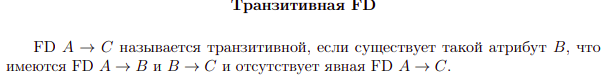 Транзитивная FD
FD A → C называется транзитивной, если существует такой атрибут B, что
имеются FD A → B и B → C и отсутствует явная FD A → C.